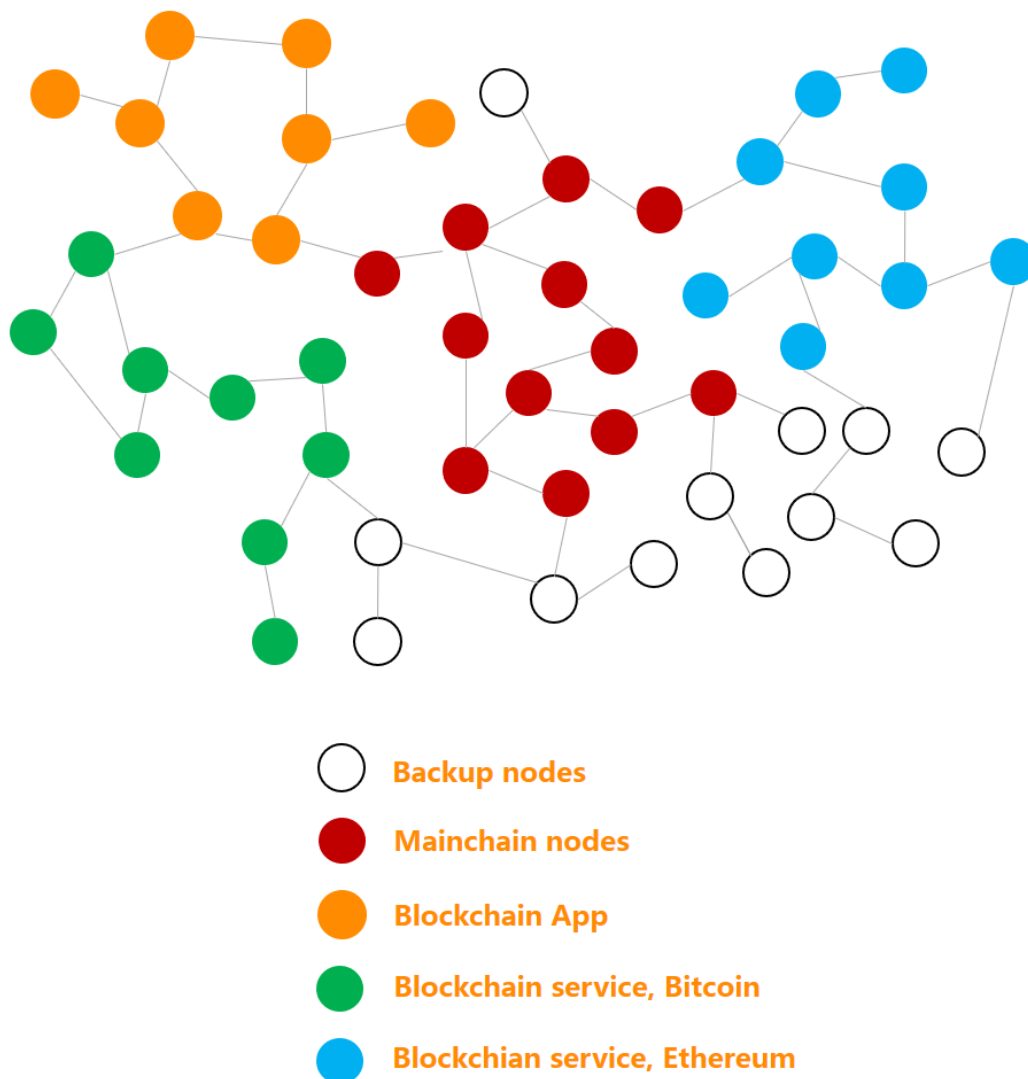 Backup nodes
Mainchain nodes
Blockchain App
Blockchain service, Bitcoin
Blockchian service, Ethereum